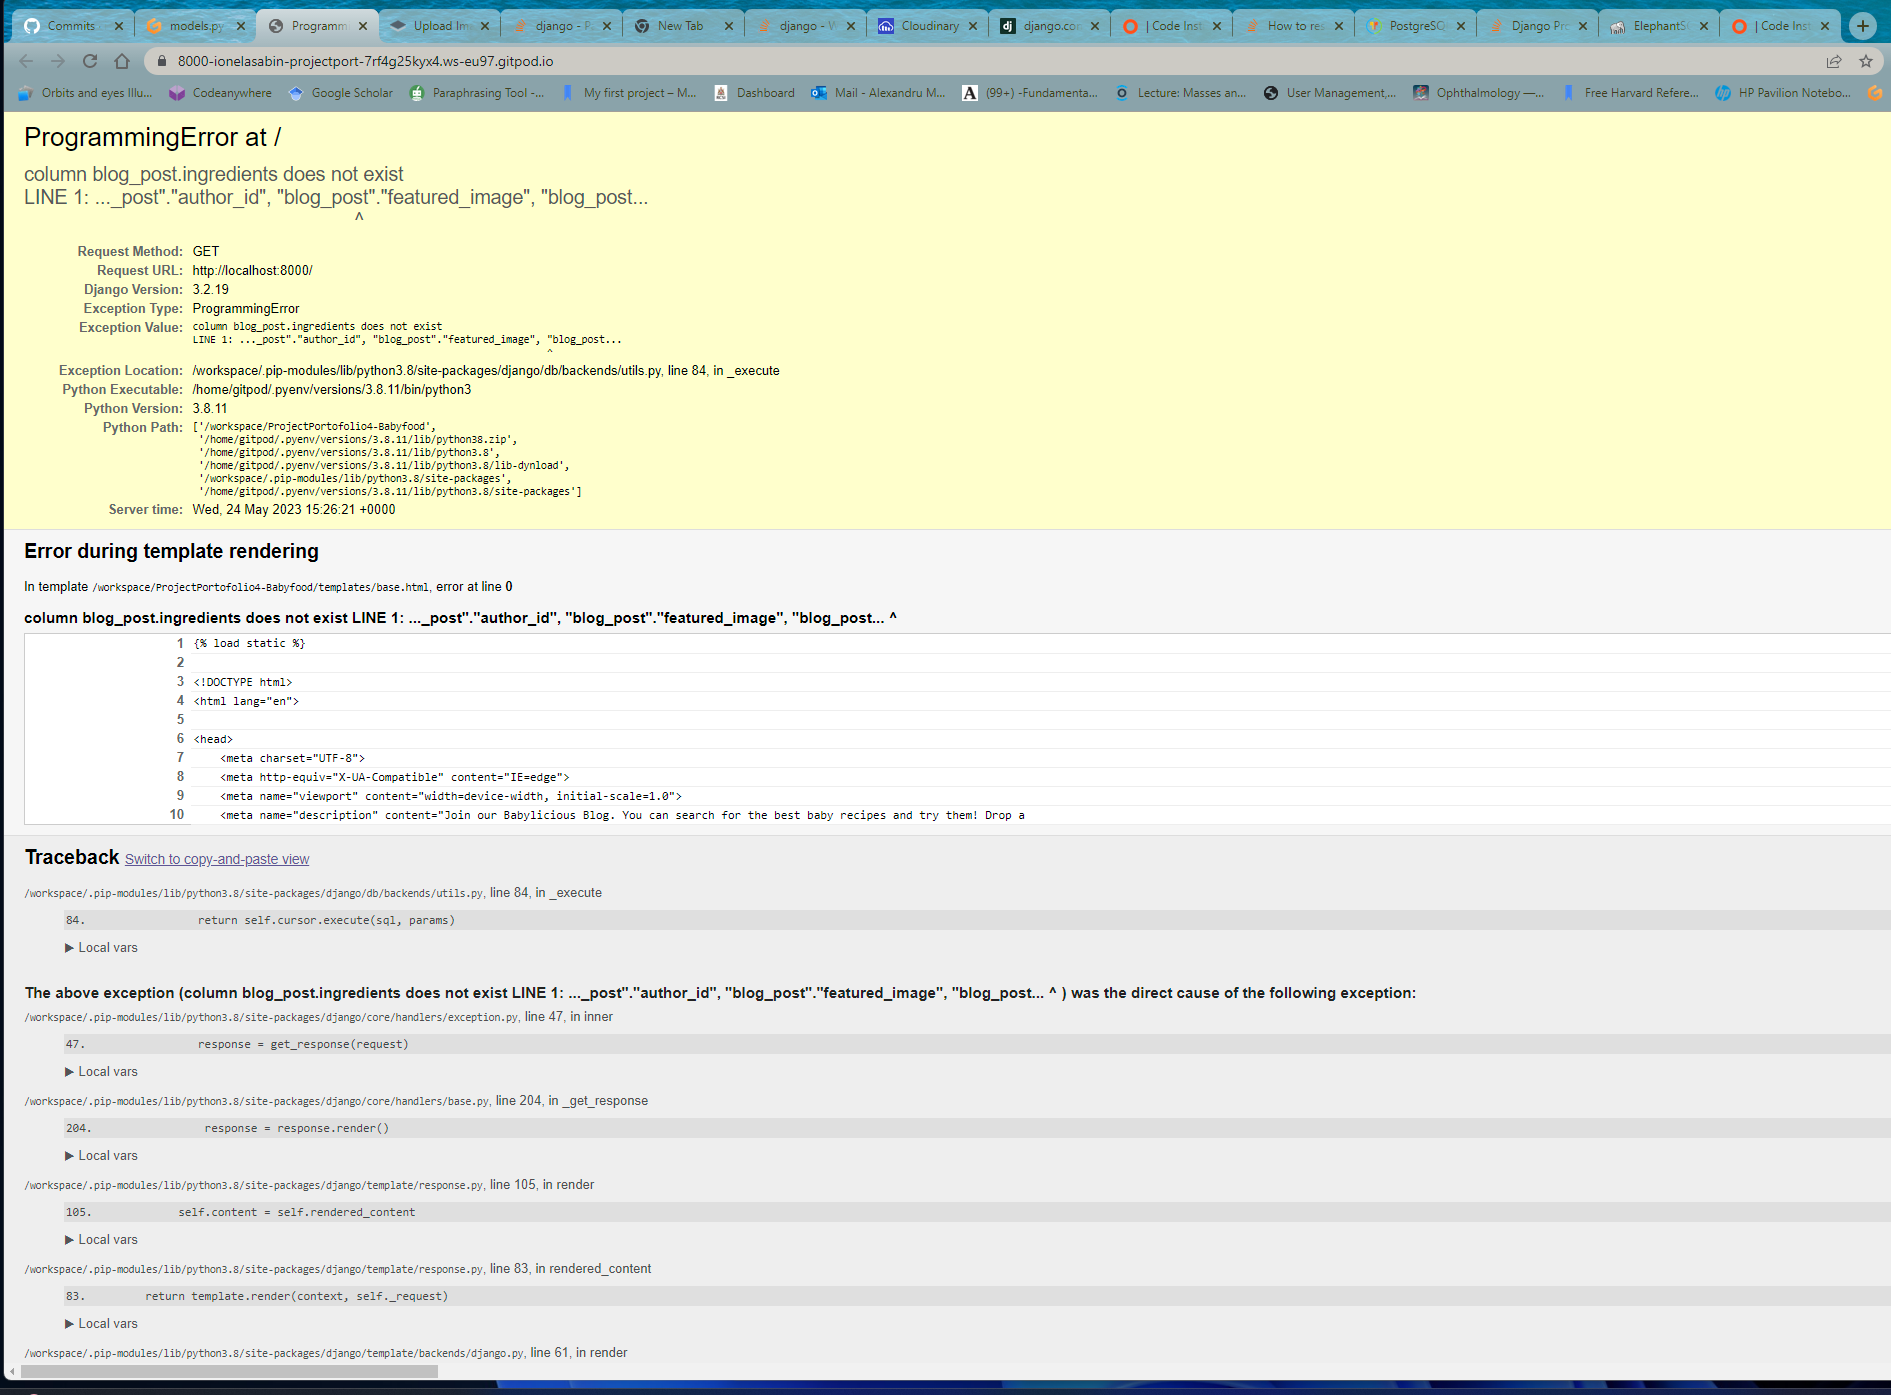 Commits
models.py
Programm
Upload Im
django - P
New Tab
django - W
Cloudinary
django.co
| Code Inst
How to res
PostgreSQ
Django Pro
ElephantS
| Code Inst
8000-ionelasabin-projectport-7rf4g25kyx4.ws-eu97.gitpod.io
Orbits and eyes Illu...
Codeanywhere
Google Scholar
Paraphrasing Tool -...
My first project – M...
Dashboard
Mail - Alexandru M...
(99+) -Fundamenta...
Lecture: Masses an...
User Management,...
Ophthalmology —...
Free Harvard Refere...
HP Pavilion Notebo...
ProgrammingError at /
column blog_post.ingredients does not exist
LINE 1: ..._post"."author_id", "blog_post"."featured_image", "blog_post...
^
Request Method: GET
Request URL: http://localhost:8000/
Django Version: 3.2.19
Exception Type: ProgrammingError
Exception Value: column blog_post.ingredients does not exist
LINE 1: ..._post"."author_id", "blog_post"."featured_image", "blog_post...
^
Exception Location: /workspace/.pip-modules/lib/python3.8/site-packages/django/db/backends/utils.py, line 84, in _execute
Python Executable: /home/gitpod/.pyenv/versions/3.8.11/bin/python3
Python Version: 3.8.11
Python Path: ['/workspace/ProjectPortofolio4-Babyfood',
'/home/gitpod/.pyenv/versions/3.8.11/lib/python38.zip',
'/home/gitpod/.pyenv/versions/3.8.11/lib/python3.8',
'/home/gitpod/.pyenv/versions/3.8.11/lib/python3.8/lib-dynload',
'/workspace/.pip-modules/lib/python3.8/site-packages',
'/home/gitpod/.pyenv/versions/3.8.11/lib/python3.8/site-packages']
Server time: Wed, 24 May 2023 15:26:21 +0000
Error during template rendering
In template /workspace/ProjectPortofolio4-Babyfood/templates/base.html, error at line 0
column blog_post.ingredients does not exist LINE 1: ..._post"."author_id", "blog_post"."featured_image", "blog_post... ^
1 {% load static %}
2
3 <!DOCTYPE html>
4 <html lang="en">
5
6 <head>
7 <meta charset="UTF-8">
8 <meta http-equiv="X-UA-Compatible" content="IE=edge">
9 <meta name="viewport" content="width=device-width, initial-scale=1.0">
10 <meta name="description" content="Join our Babylicious Blog. You can search for the best baby recipes and try them! Drop a
Traceback Switch to copy-and-paste view
/workspace/.pip-modules/lib/python3.8/site-packages/django/db/backends/utils.py, line 84, in _execute
84. return self.cursor.execute(sql, params)
▶ Local vars
The above exception (column blog_post.ingredients does not exist LINE 1: ..._post"."author_id", "blog_post"."featured_image", "blog_post... ^ ) was the direct cause of the following exception:
/workspace/.pip-modules/lib/python3.8/site-packages/django/core/handlers/exception.py, line 47, in inner
47. response = get_response(request)
▶ Local vars
/workspace/.pip-modules/lib/python3.8/site-packages/django/core/handlers/base.py, line 204, in _get_response
204. response = response.render()
▶ Local vars
/workspace/.pip-modules/lib/python3.8/site-packages/django/template/response.py, line 105, in render
105. self.content = self.rendered_content
▶ Local vars
/workspace/.pip-modules/lib/python3.8/site-packages/django/template/response.py, line 83, in rendered_content
83. return template.render(context, self._request)
▶ Local vars
/workspace/.pip-modules/lib/python3.8/site-packages/django/template/backends/django.py, line 61, in render